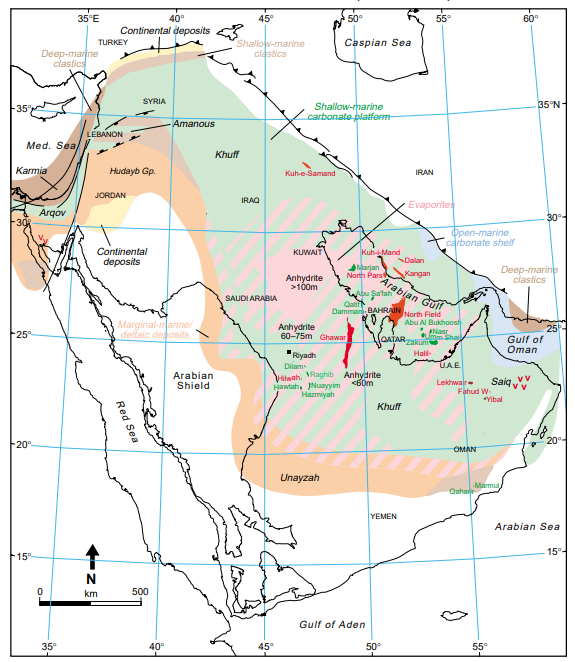 35°E
40°
45°
50°
55°
60°
Continental deposits
TURKEY
Caspian Sea
Deep-marine
clastics
Shallow-marine
clastics
35°
SYRIA
Shallow-marine
carbonate platform
35°N
Amanous
LEBANON
Med. Sea
Khuff
Karmia
Hudayb Gp.
Kuh-e-Samand
IRAN
JORDAN
IRAQ
Evaporites
Arqov
30°
30°
V
V
Open-marine
carbonate shelf
Continental
deposits
KUWAIT
Kuh-i-Mand
Dalan
Marjan
North Pars
Kangan
Deep-marine
clastics
Anhydrite
>100m
Arabian Gulf
SAUDI ARABIA
Abu Sa'fah
Qatif
Dammam
BAHRAIN
North Field
Abu Al Bukhoosh
Marginal-marine/
deltaic deposits
25°
Anhydrite
60–75m
Ghawar
QATAR
Nasr
Umm Shaif
Zakum
Gulf of
Oman
25°
Riyadh
Halil
U.A.E.
Arabian
Shield
Dilam
Raghib
Anhydrite
<60m
Hilwah
Hawtah
Nuayyim
Hazmiyah
Lekhwair
Saiq
V V
V V
Fahud W.
Yibal
Khuff
Red Sea
20°
20°
OMAN
Unayzah
Marmul
Qaharir
YEMEN
Arabian Sea
15°
15°
N
0
km
500
Gulf of Aden
35°
40°
45°
50°
55°